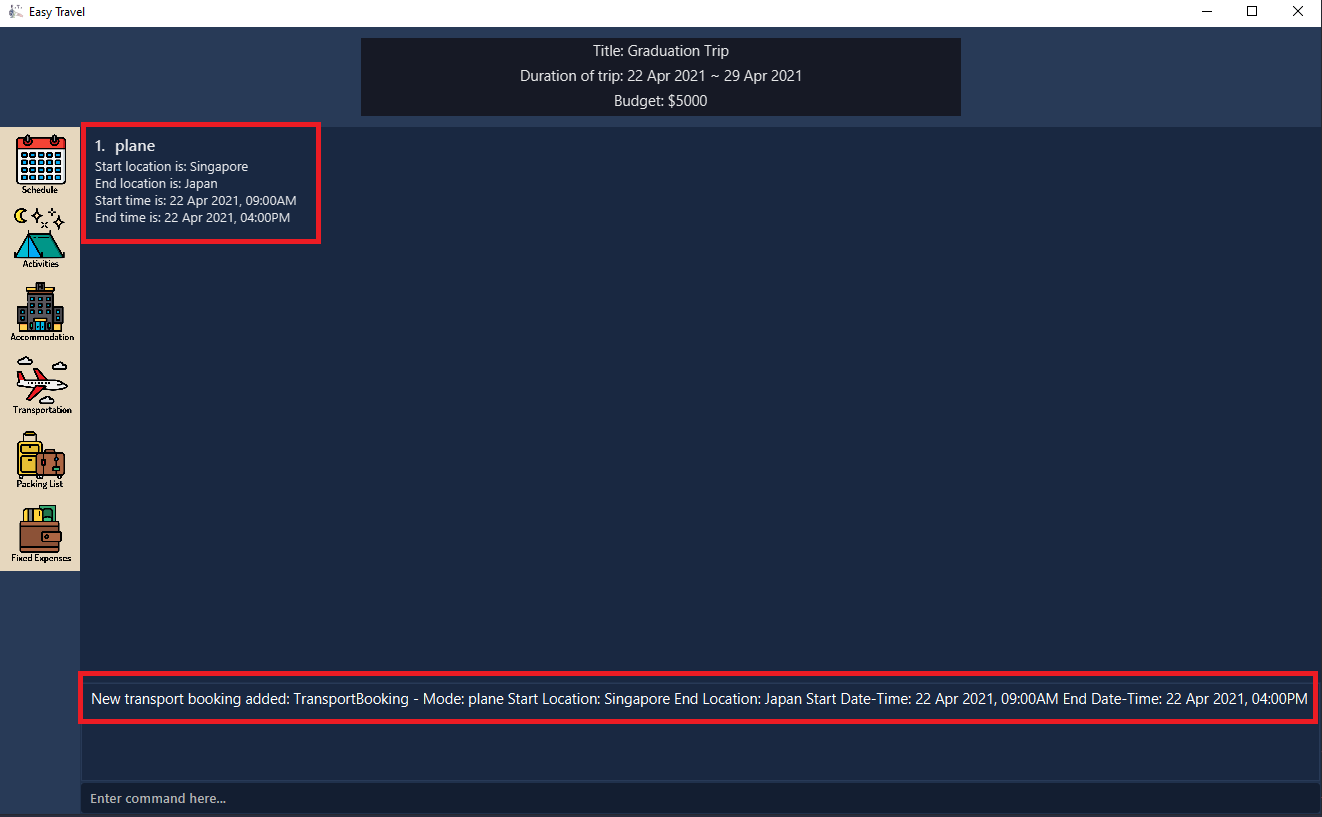 Easy Travel
Title: Graduation Trip
Duration of trip: 22 Apr 2021 ~ 29 Apr 2021
Budget: $5000
Schedule
Activities
Accommodation
Transportation
Packing List
Fixed Expenses
1. plane
Start location is: Singapore
End location is: Japan
Start time is: 22 Apr 2021, 09:00AM
End time is: 22 Apr 2021, 04:00PM
New transport booking added: TransportBooking - Mode: plane Start Location: Singapore End Location: Japan Start Date-Time: 22 Apr 2021, 09:00AM End Date-Time: 22 Apr 2021, 04:00PM
Enter command here...